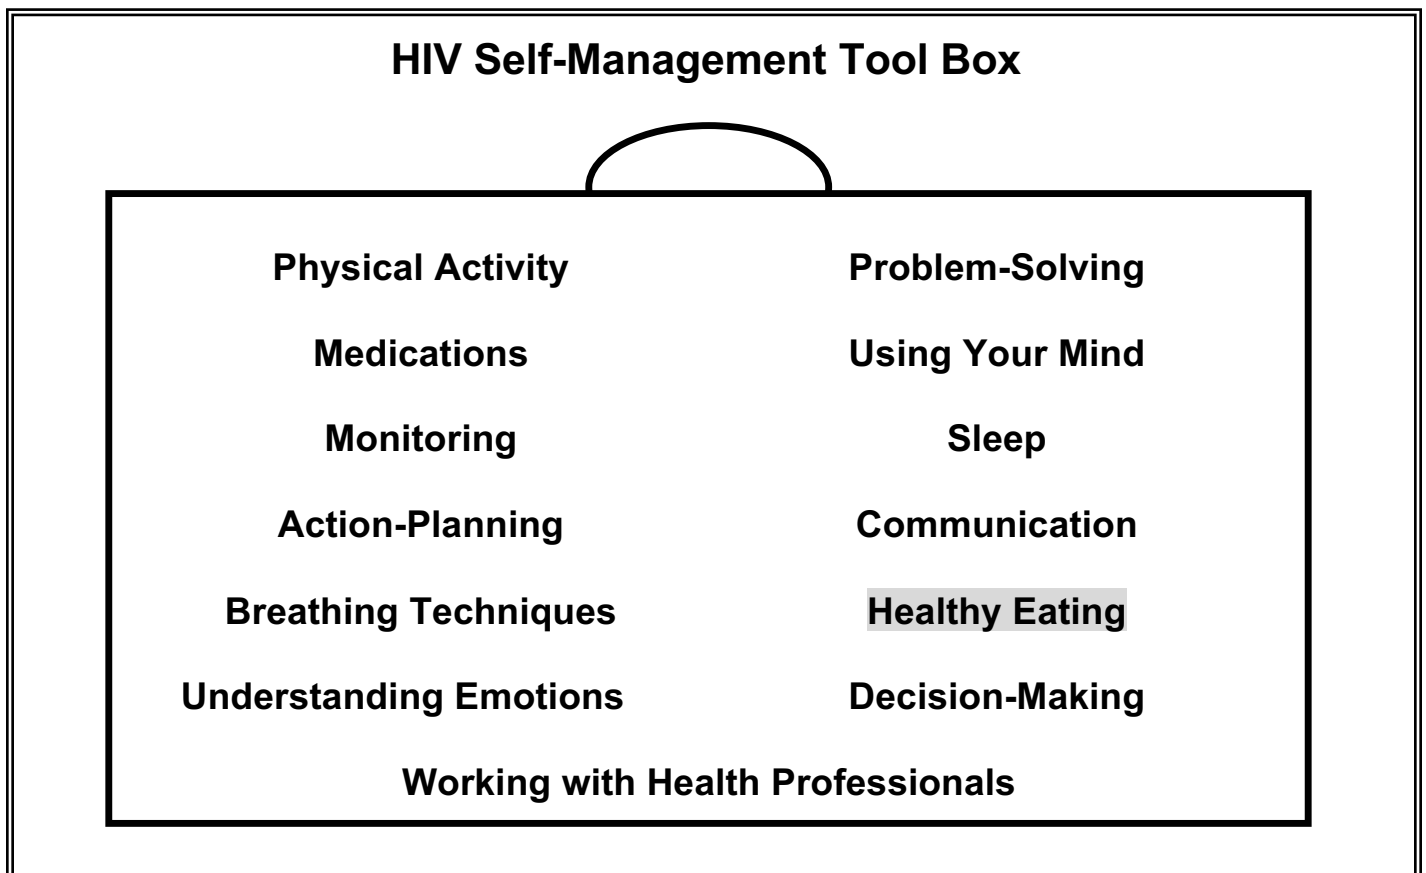 HIV Self-Management Tool Box
Physical Activity Problem-Solving
Medications Using Your Mind
Monitoring Sleep
Action-Planning Communication
Breathing Techniques Healthy Eating
Understanding Emotions Decision-Making
Working with Health Professionals